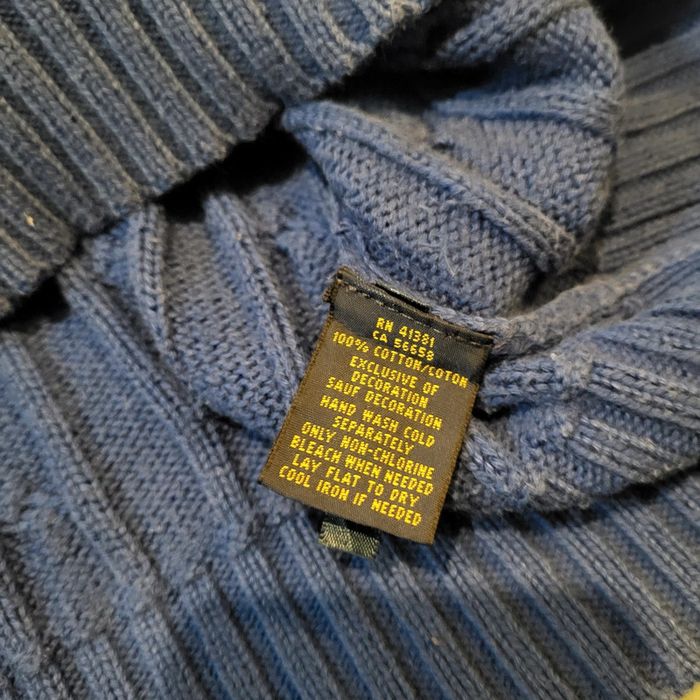 RN 41381
CA 56658
100% COTTON/COTON
EXCLUSIVE OF
DECORATION
SAUF DECORATION
HAND WASH COLD
SEPARATELY
ONLY NON-CHLORINE
BLEACH WHEN NEEDED
LAY FLAT TO DRY
COOL IRON IF NEEDED